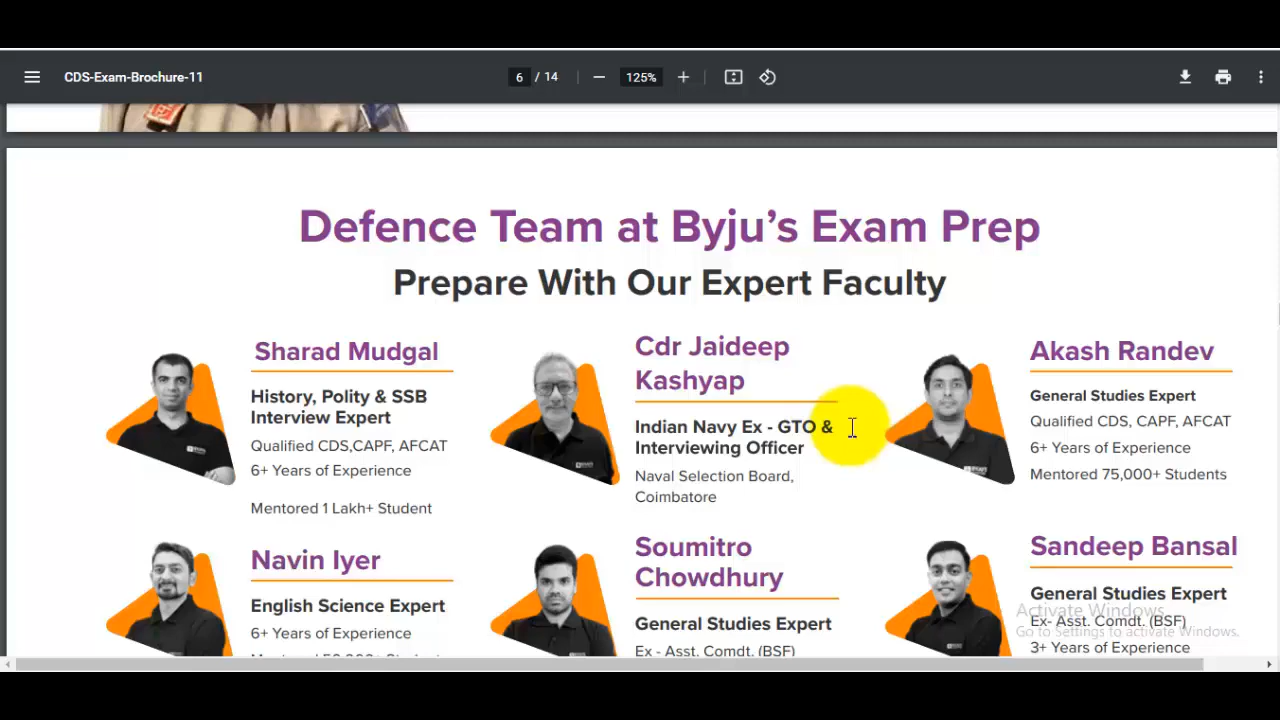 CDS-Exam-Brochure-11
6 / 14
125%
Defence Team at Byju's Exam Prep
Prepare With Our Expert Faculty
Sharad Mudgal
History, Polity & SSB
Interview Expert
Qualified CDS,CAPF, AFCAT
6+ Years of Experience
Mentored 1 Lakh+ Student
Cdr Jaideep
Kashyap
Indian Navy Ex - GTO &
Interviewing Officer
Naval Selection Board,
Coimbatore
Akash Randev
General Studies Expert
Qualified CDS, CAPF, AFCAT
6+ Years of Experience
Mentored 75,000+ Students
Navin Iyer
English Science Expert
6+ Years of Experience
Soumitro
Chowdhury
General Studies Expert
Ex - Asst. Comdt. (BSF)
Sandeep Bansal
General Studies Expert
Ex- Asst. Comdt. (BSF)
3+ Years of Experience
Activate Windows
Go to Settings to activate Windows.